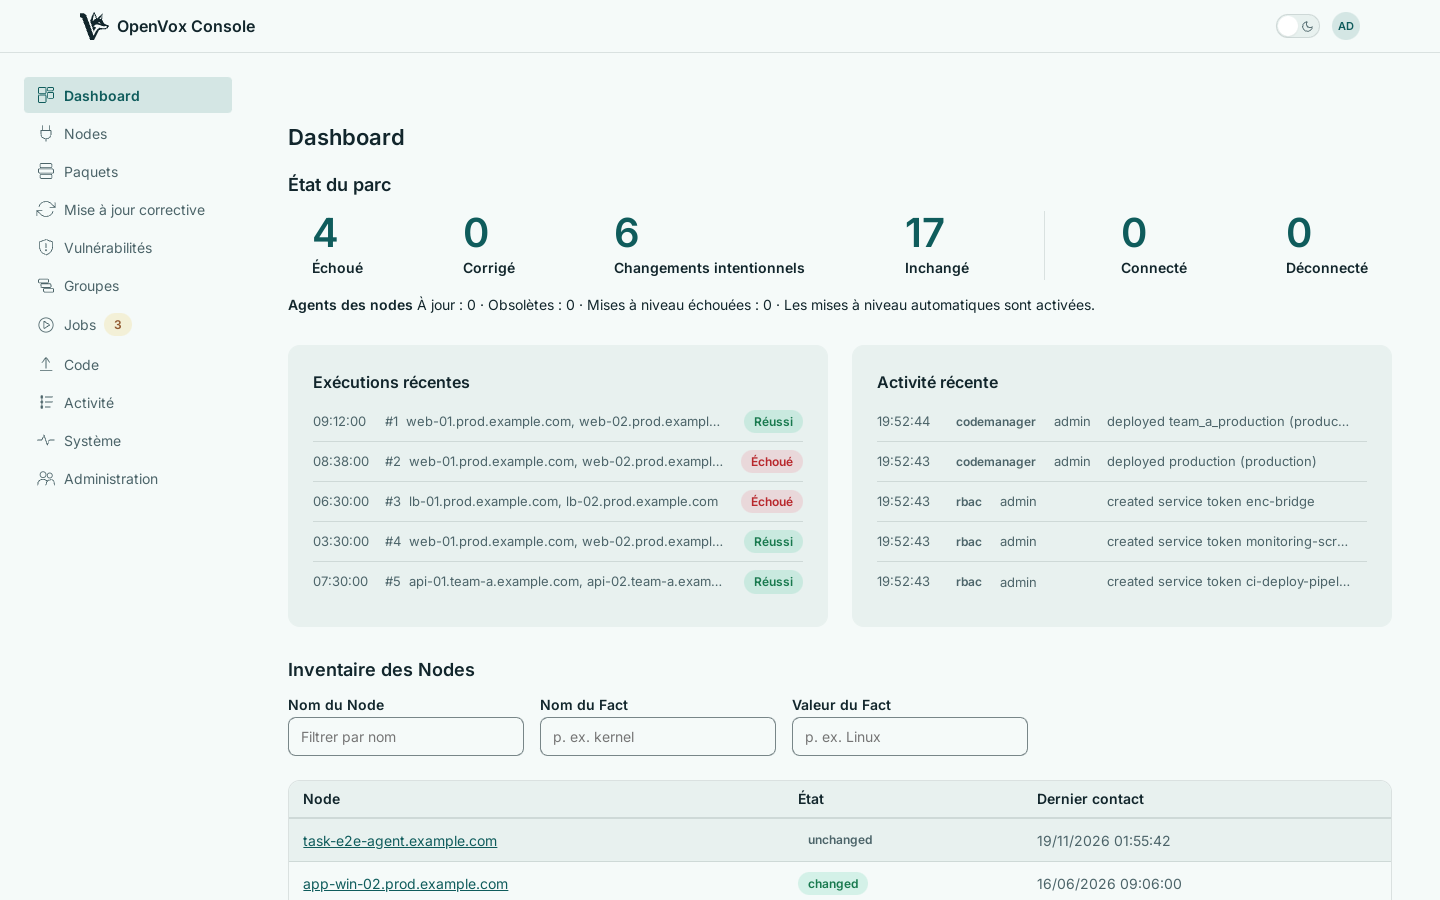 OpenVox Console
AD
Dashboard
Nodes
Paquets
Mise à jour corrective
Vulnérabilités
Groupes
Jobs 3
Code
Activité
Système
Administration
Dashboard
État du parc
4 0 6 17 0 0
Échoué Corrigé Changements intentionnels Inchangé Connecté Déconnecté
Agents des nodes À jour : 0 · Obsolètes : 0 · Mises à niveau échouées : 0 · Les mises à niveau automatiques sont activées.
Exécutions récentes
09:12:00 #1 web-01.prod.example.com, web-02.prod.exampl... Réussi
08:38:00 #2 web-01.prod.example.com, web-02.prod.exampl... Échoué
06:30:00 #3 lb-01.prod.example.com, lb-02.prod.example.com Échoué
03:30:00 #4 web-01.prod.example.com, web-02.prod.exampl... Réussi
07:30:00 #5 api-01.team-a.example.com, api-02.team-a.exam... Réussi
Activité récente
19:52:44 codemanager admin deployed team_a_production (produc...
19:52:43 codemanager admin deployed production (production)
19:52:43 rbac admin created service token enc-bridge
19:52:43 rbac admin created service token monitoring-scr...
19:52:43 rbac admin created service token ci-deploy-pipel...
Inventaire des Nodes
Nom du Node Nom du Fact Valeur du Fact
Filtrer par nom p. ex. kernel p. ex. Linux
Node État Dernier contact
task-e2e-agent.example.com unchanged 19/11/2026 01:55:42
app-win-02.prod.example.com changed 16/06/2026 09:06:00